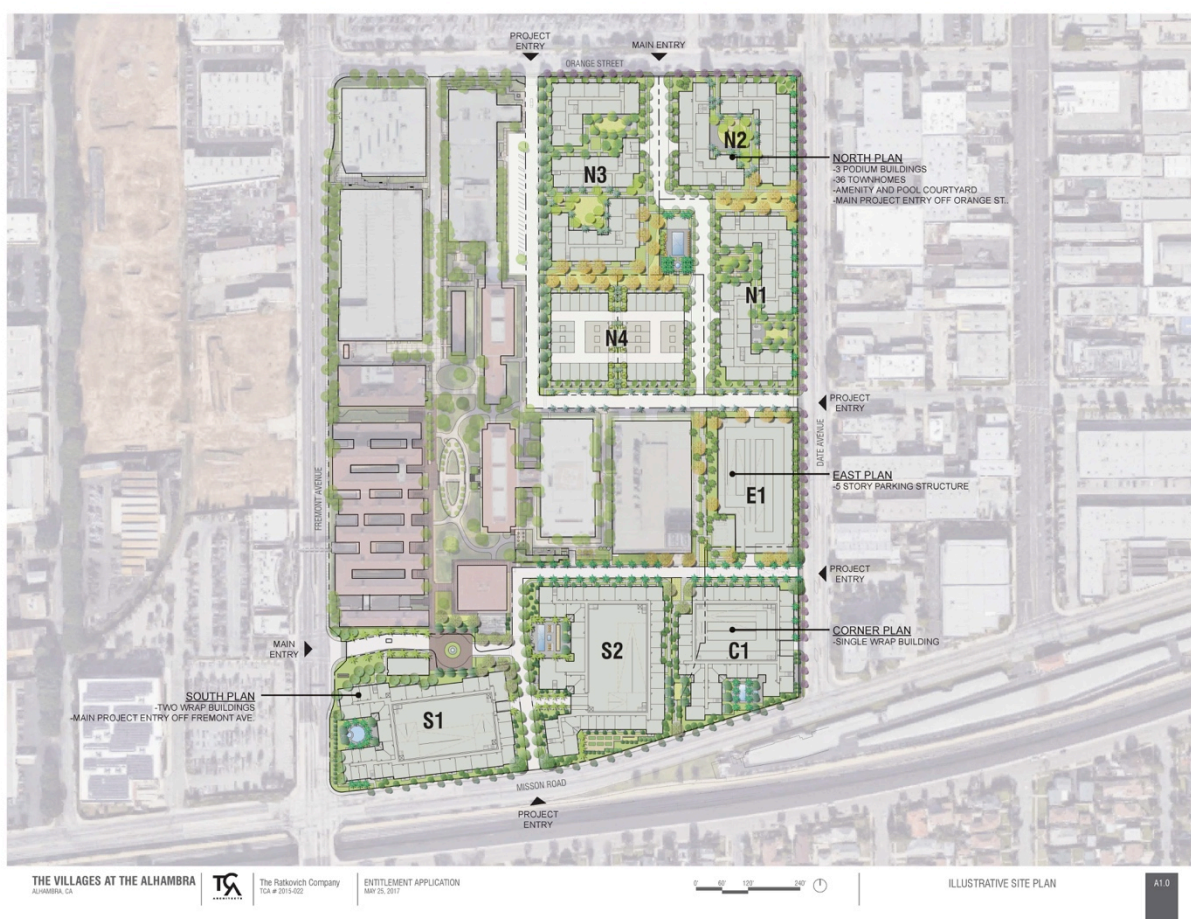 PROJECT
ENTRY
MAIN ENTRY
ORANGE STREET
N2
NORTH PLAN
-3 PODIUM BUILDINGS
-36 TOWNHOMES
-AMENITY AND POOL COURTYARD
-MAIN PROJECT ENTRY OFF ORANGE ST.
N3
N1
N4
PROJECT
ENTRY
DATE AVENUE
EAST PLAN
-5 STORY PARKING STRUCTURE
E1
FREMONT AVENUE
PROJECT
ENTRY
MAIN
ENTRY
CORNER PLAN
-SINGLE WRAP BUILDING
S2
C1
SOUTH PLAN
-TWO WRAP BUILDINGS
-MAIN PROJECT ENTRY OFF FREMONT AVE.
S1
MISSON ROAD
PROJECT
ENTRY
THE VILLAGES AT THE ALHAMBRA
ALHAMBRA, CA
TCA
ARCHITECTS
The Ratkovich Company
TCA # 2015-022
ENTITLEMENT APPLICATION
MAY 25, 2017
0' 60' 120' 240'
ILLUSTRATIVE SITE PLAN
A1.0